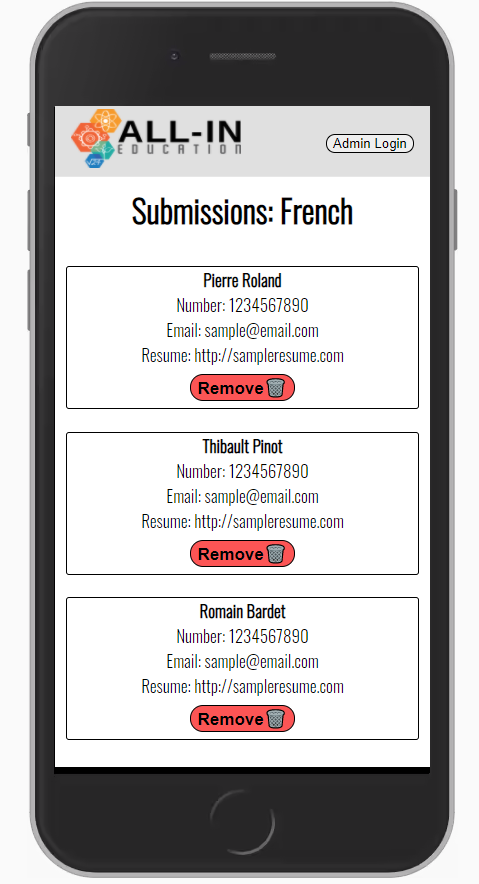 ALL-IN
EDUCATION
Admin Login
Submissions: French
Pierre Roland
Number: 1234567890
Email: sample@email.com
Resume: http://sampleresume.com
Remove
Thibault Pinot
Number: 1234567890
Email: sample@email.com
Resume: http://sampleresume.com
Remove
Romain Bardet
Number: 1234567890
Email: sample@email.com
Resume: http://sampleresume.com
Remove